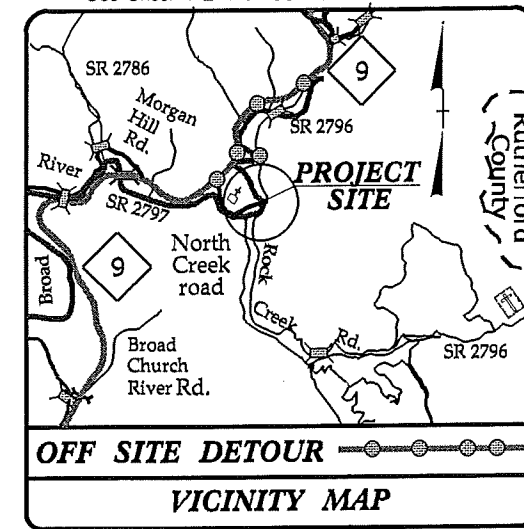 SR 2786
9
Morgan
Hill
Rd.
SR 2796
River
PROJECT
SITE
SR 2797
Rutherford
County
North
Creek
road
9
Broad
Rock
Creek
Rd.
SR 2796
Broad
Church
River Rd.
OFF SITE DETOUR
VICINITY MAP